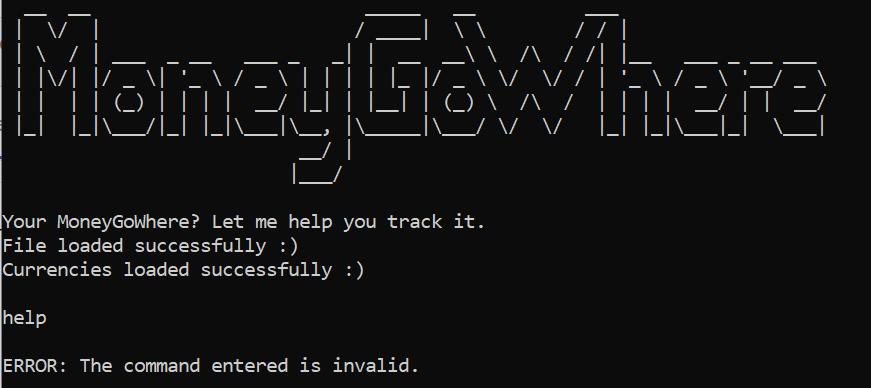 MoneyGoWhere
Your MoneyGoWhere? Let me help you track it.
File loaded successfully :)
Currencies loaded successfully :)
help
ERROR: The command entered is invalid.